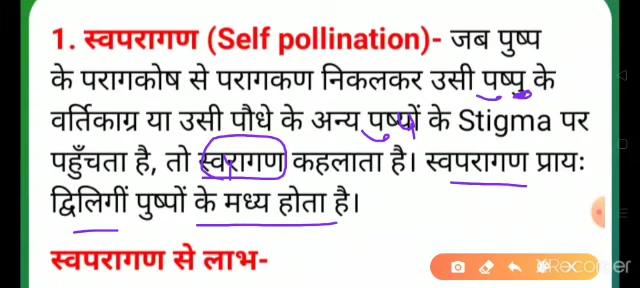 1. स्वपरागण (Self pollination)- जब पुष्प
के परागकोष से परागकण निकलकर उसी पुष्प के
वर्तिकाग्र या उसी पौधे के अन्य पुष्पों के Stigma पर
पहुँचता है, तो स्वरागण कहलाता है। स्वपरागण प्रायः
द्विलिगीं पुष्पों के मध्य होता है।
स्वपरागण से लाभ-